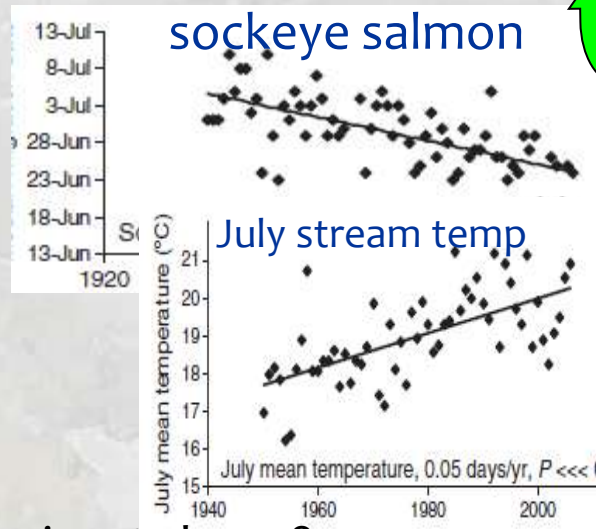 sockeye salmon
13-Jul
8-Jul
3-Jul
28-Jun
23-Jun
18-Jun
13-Jun
1920
July stream temp
July mean temperature (°C)
21
20
19
18
17
16
15
July mean temperature, 0.05 days/yr, P <<<
1940 1960 1980 2000